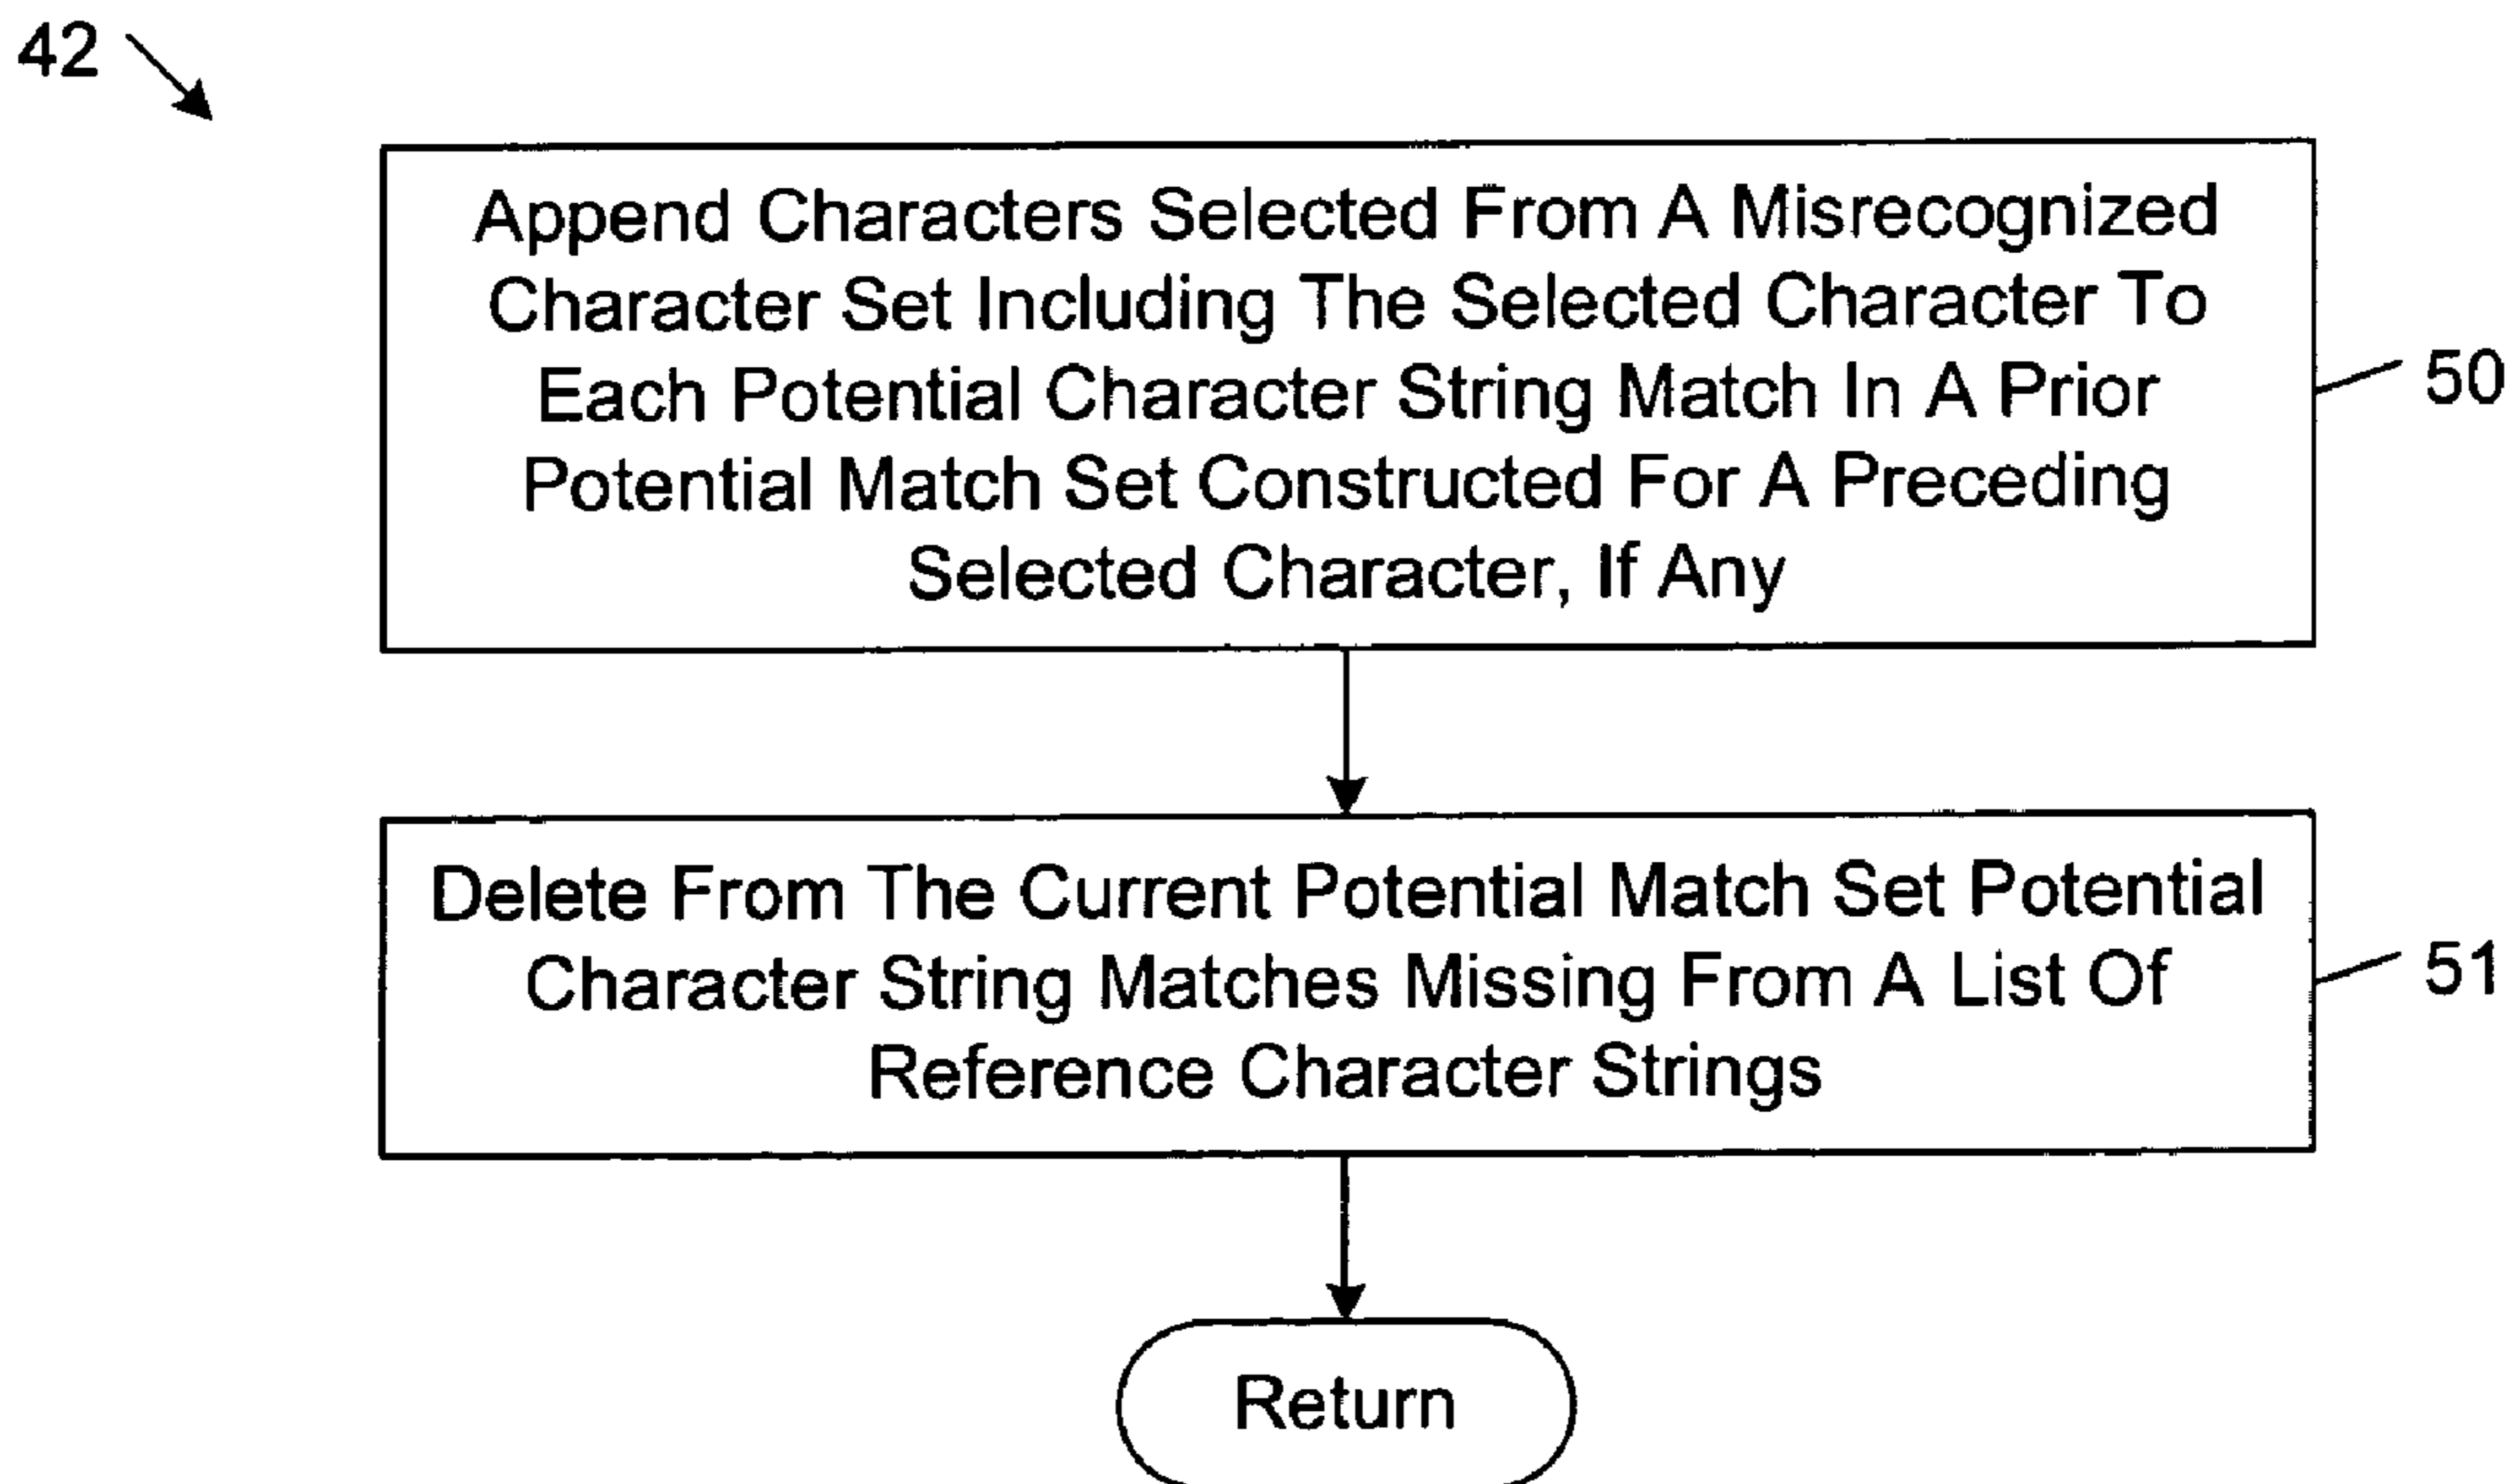 42
Append Characters Selected From A Misrecognized
Character Set Including The Selected Character To
Each Potential Character String Match In A Prior
Potential Match Set Constructed For A Preceding
Selected Character, If Any
50
Delete From The Current Potential Match Set Potential
Character String Matches Missing From A List Of
Reference Character Strings
51
Return